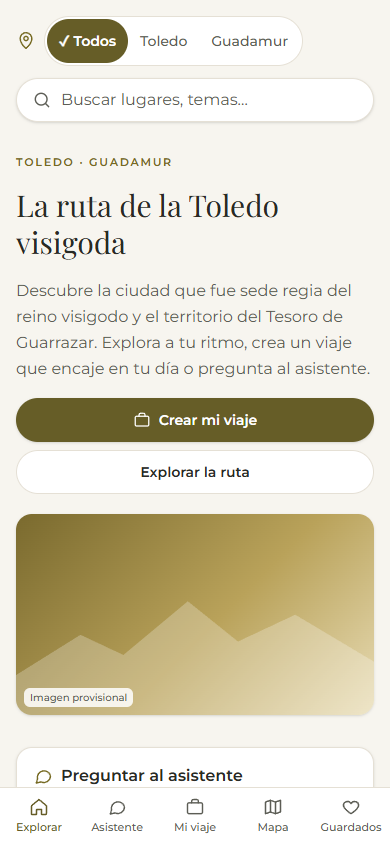 ✓ Todos Toledo Guadamur
Buscar lugares, temas...
TOLEDO · GUADAMUR
La ruta de la Toledo
visigoda
Descubre la ciudad que fue sede regia del
reino visigodo y el territorio del Tesoro de
Guarrazar. Explora a tu ritmo, crea un viaje
que encaje en tu día o pregunta al asistente.
Crear mi viaje
Explorar la ruta
Imagen provisional
Preguntar al asistente
Explorar Asistente Mi viaje Mapa Guardados